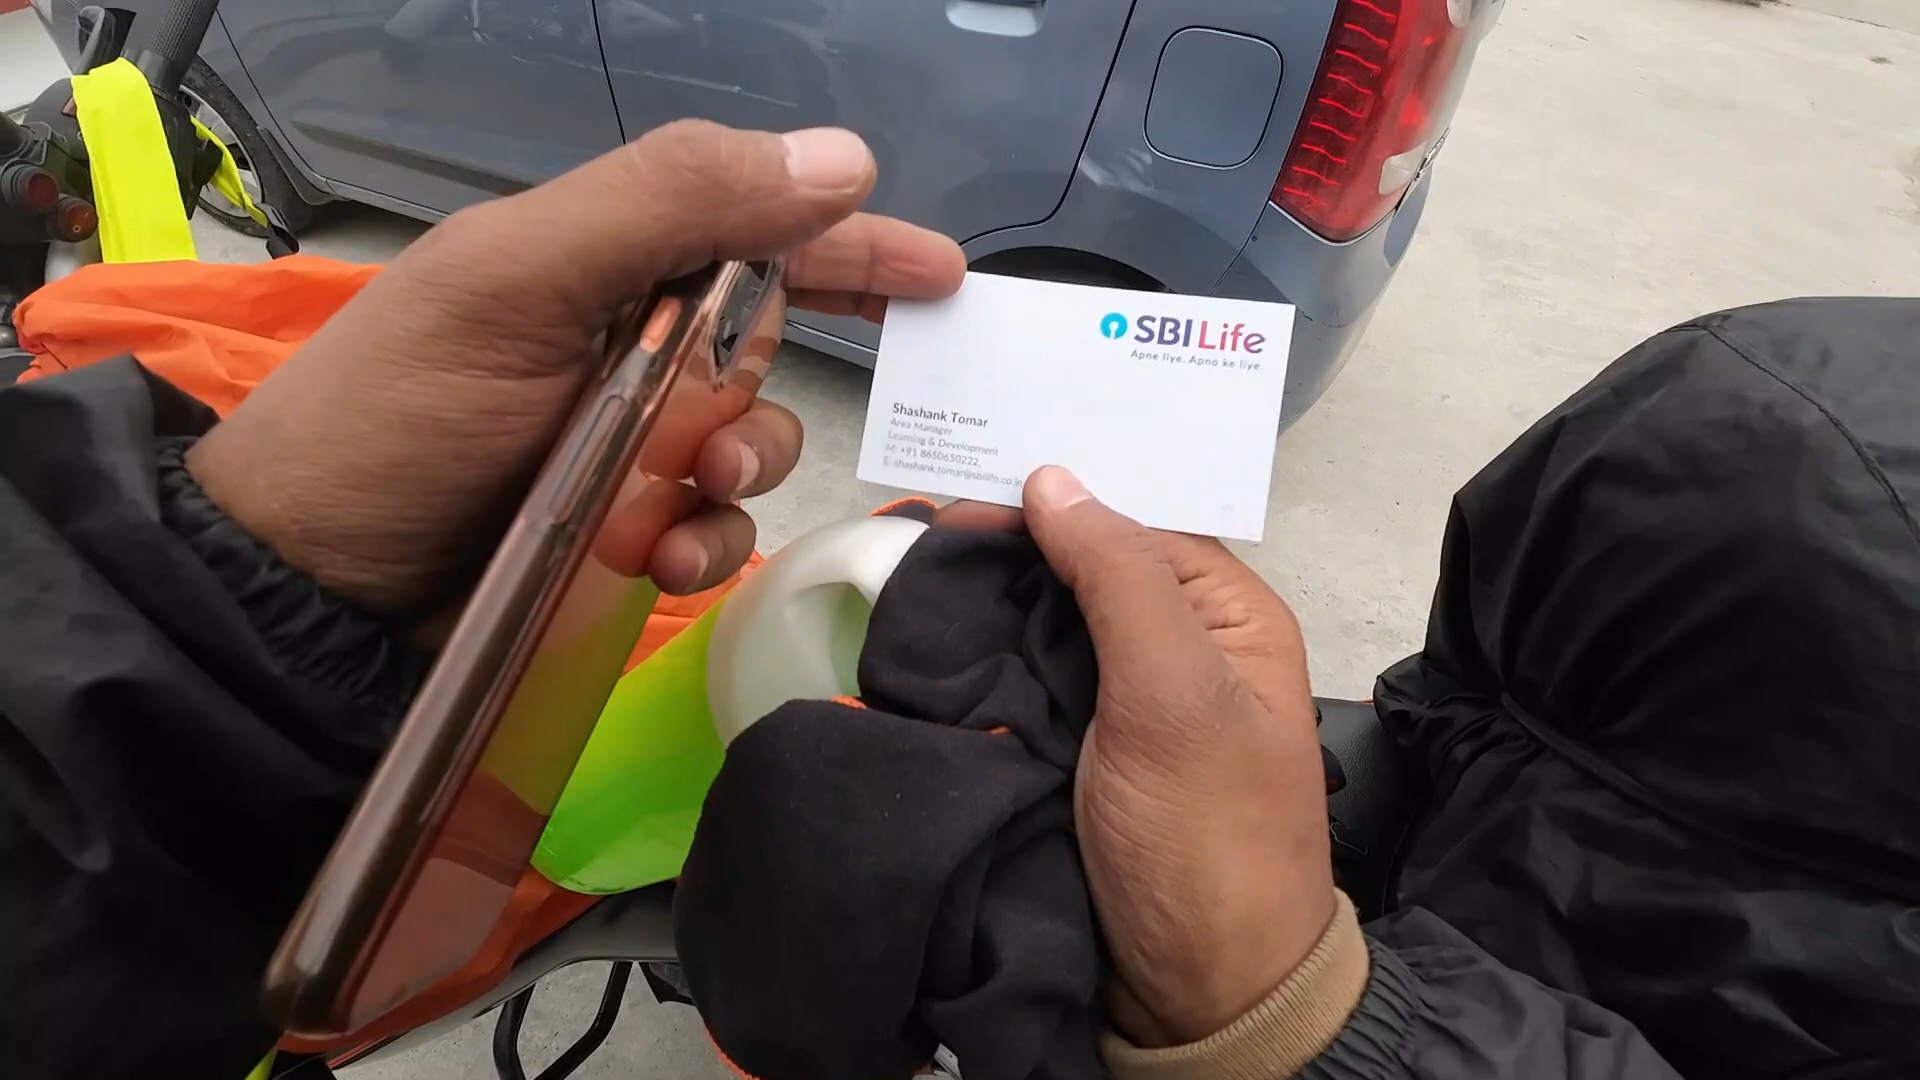 SBI Life
Apne liye. Apno ke liye.
Shashank Tomar
Area Manager
Learning & Development
M: +91 8650650222,
E: shashank.tomar@sbilife.co.in